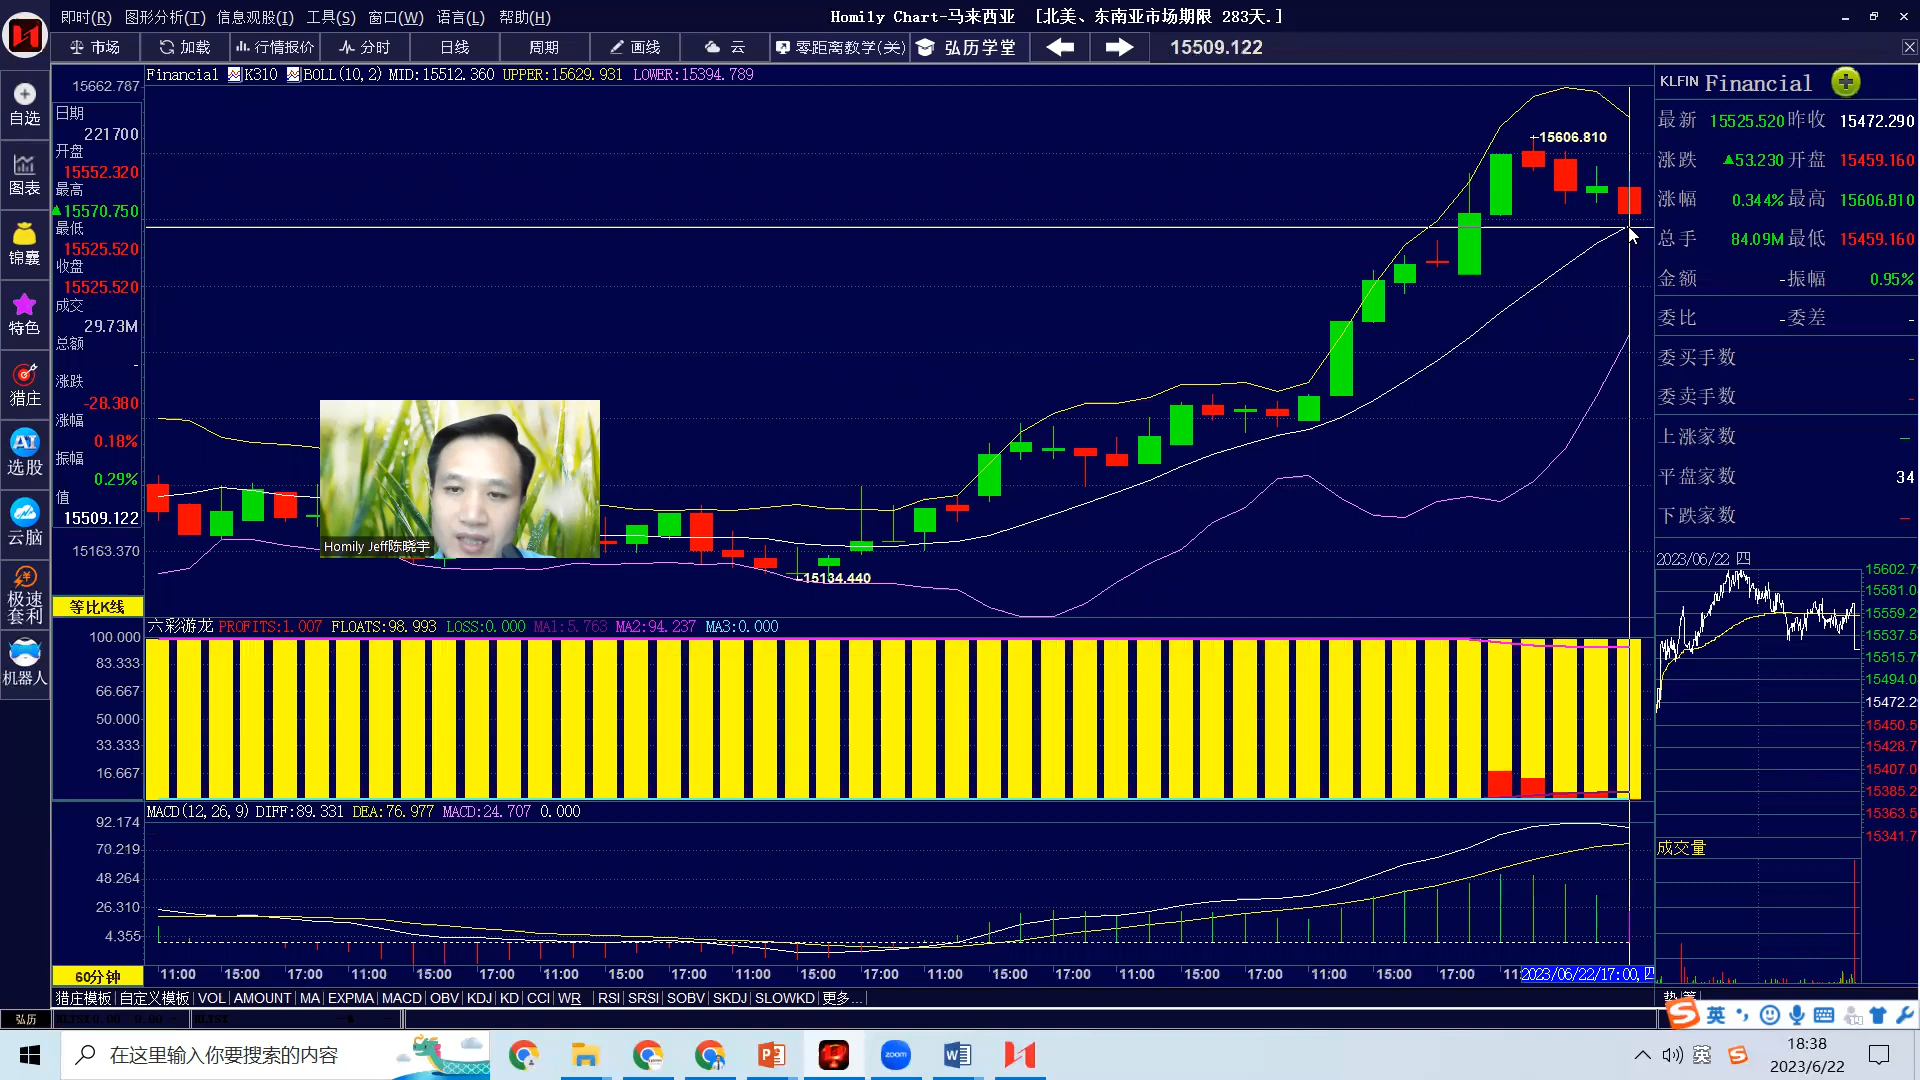 即时(R) 图形分析(T) 信息观股(I) 工具(S) 窗口(W) 语言(L) 帮助(H)
Homily Chart-马来西亚 [北美、东南亚市场期限 283天.]
市场 加载 行情报价 分时 日线 周期 画线 云 零距离教学(关) 弘历学堂 15509.122
Financial K310 BOLL(10,2) MID:15512.360 UPPER:15629.931 LOWER:15394.789
自选
图表
锦囊
特色
猎庄
AI
选股
云脑
极速
套利
机器人
15662.787
日期
221700
开盘
15552.320
最高
▲15570.750
最低
15525.520
收盘
15525.520
成交
29.73M
总额
-
涨跌
-28.380
涨幅
0.18%
振幅
0.29%
值
15509.122
15163.370
等比K线
15606.810
15134.440
Homily Jeff陈晓宇
六彩游龙 PROFITS:1.007 FLOATS:98.993 LOSS:0.000 MA1:5.763 MA2:94.237 MA3:0.000
100.000
83.333
66.667
50.000
33.333
16.667
MACD(12,26,9) DIFF:89.331 DEA:76.977 MACD:24.707 0.000
92.174
70.219
48.264
26.310
4.355
60分钟
11:00 15:00 17:00 11:00 15:00 17:00 11:00 15:00 17:00 11:00 15:00 17:00 11:00 15:00 17:00 11:00 15:00 17:00 11:00 15:00 17:00 2023/06/22/17:00,四
猎庄模板 自定义模板 VOL AMOUNT MA EXPMA MACD OBV KDJ KD CCI WR RSI SRSI SOBV SKDJ SLOWKD 更多...
KLFIN Financial
最新 15525.520 昨收 15472.290
涨跌 ▲53.230 开盘 15459.160
涨幅 0.344% 最高 15606.810
总手 84.09M 最低 15459.160
金额 - 振幅 0.95%
委比 - 委差 -
委买手数 -
委卖手数 -
上涨家数 —
平盘家数 34
下跌家数 —
2023/06/22 四
15602.7
15581.0
15559.2
15537.5
15515.7
15494.0
15472.2
15450.5
15428.7
15407.0
15385.2
15363.5
15341.7
成交量
弘历
英
在这里输入你要搜索的内容
zoom
英
18:38
2023/6/22